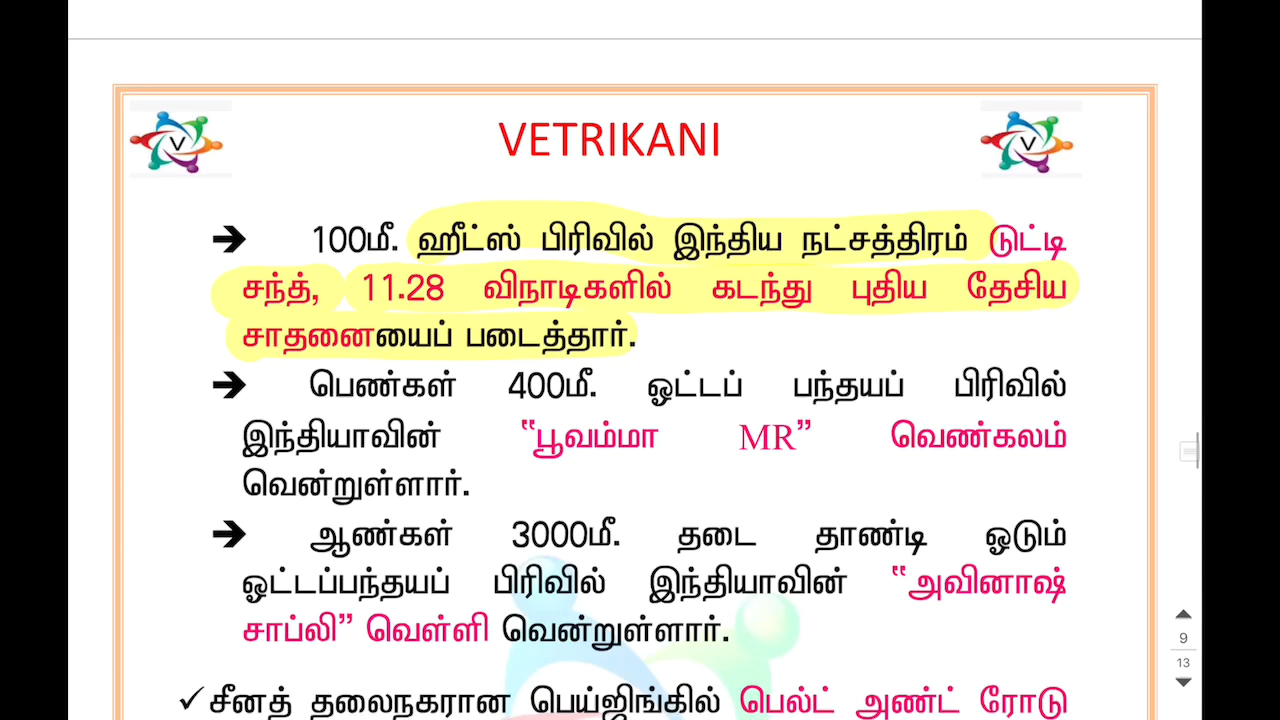 V
VETRIKANI
V
➔ 100மீ. ஹீட்ஸ் பிரிவில் இந்திய நட்சத்திரம் டுட்டி
சந்த், 11.28 விநாடிகளில் கடந்து புதிய தேசிய
சாதனையைப் படைத்தார்.
➔ பெண்கள் 400மீ. ஓட்டப் பந்தயப் பிரிவில்
இந்தியாவின் “பூவம்மா MR” வெண்கலம்
வென்றுள்ளார்.
➔ ஆண்கள் 3000மீ. தடை தாண்டி ஓடும்
ஓட்டப்பந்தயப் பிரிவில் இந்தியாவின் “அவினாஷ்
சாப்லி” வெள்ளி வென்றுள்ளார்.
✓ சீனத் தலைநகரான பெய்ஜிங்கில் பெல்ட் அண்ட் ரோடு
9
13